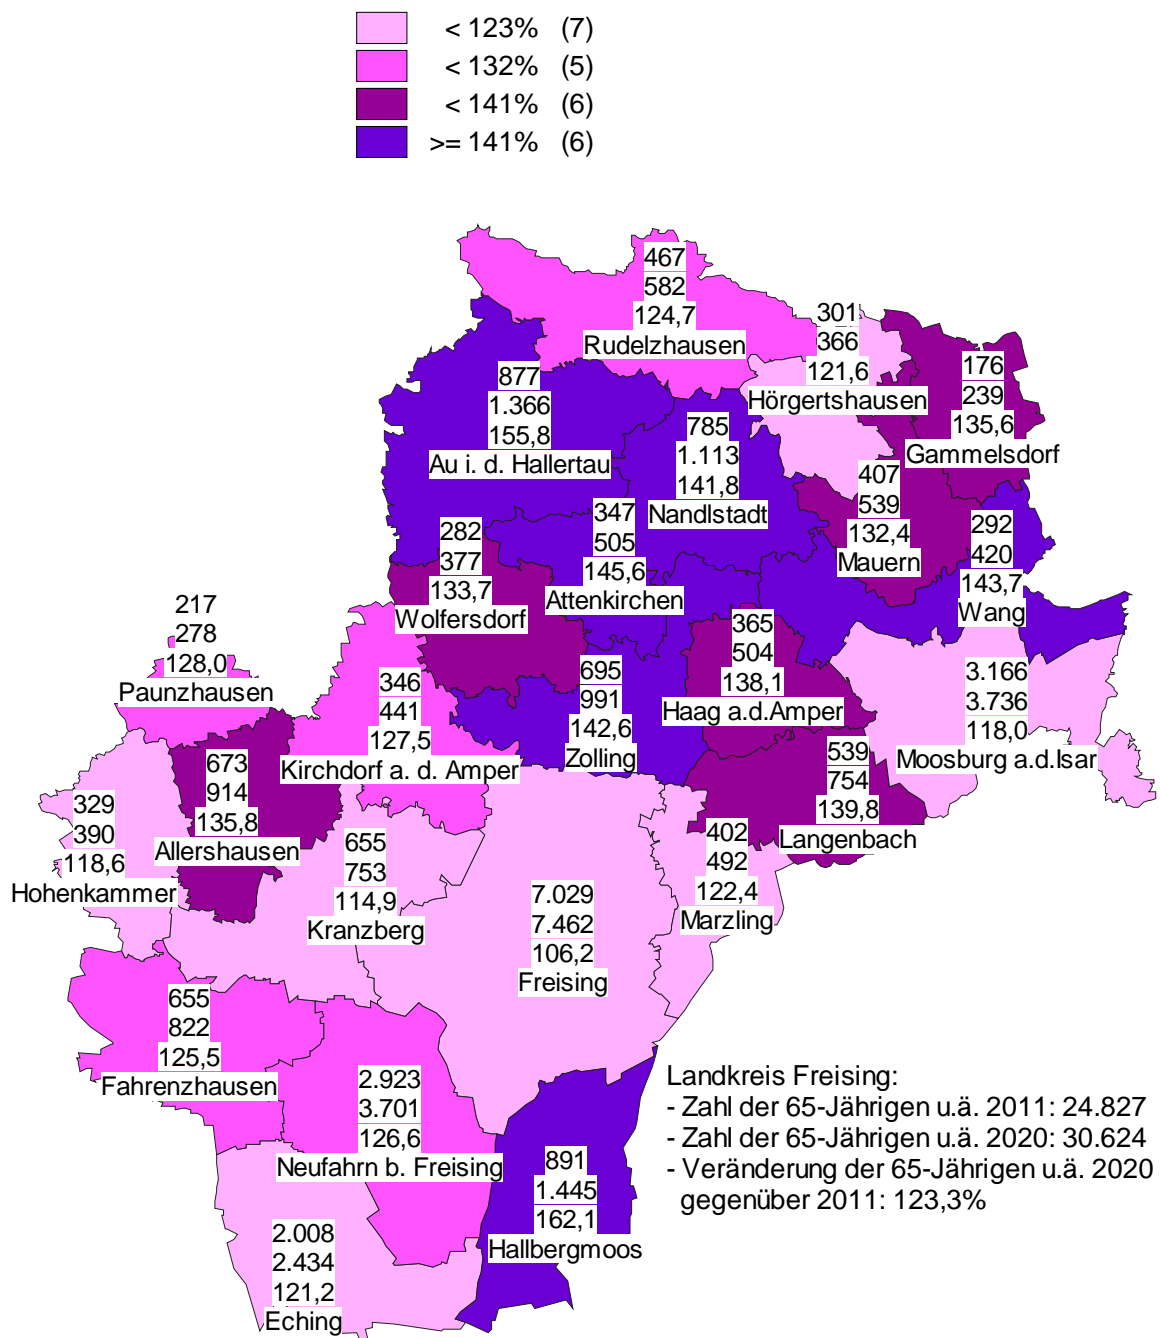 < 123% (7)
< 132% (5)
< 141% (6)
>= 141% (6)
467
582
124,7
Rudelzhausen
301
366
121,6
Hörgertshausen
176
239
135,6
Gammelsdorf
877
1.366
155,8
Au i. d. Hallertau
785
1.113
141,8
Nandlstadt
407
539
132,4
Mauern
292
420
143,7
Wang
347
505
145,6
Attenkirchen
282
377
133,7
Wolfersdorf
217
278
128,0
Paunzhausen
346
441
127,5
Kirchdorf a. d. Amper
695
991
142,6
Zolling
365
504
138,1
Haag a.d.Amper
3.166
3.736
118,0
Moosburg a.d.Isar
673
914
135,8
Allershausen
539
754
139,8
Langenbach
329
390
118,6
Hohenkammer
655
753
114,9
Kranzberg
402
492
122,4
Marzling
7.029
7.462
106,2
Freising
655
822
125,5
Fahrenzhausen
2.923
3.701
126,6
Neufahrn b. Freising
891
1.445
162,1
Hallbergmoos
2.008
2.434
121,2
Eching
Landkreis Freising:
- Zahl der 65-Jährigen u.ä. 2011: 24.827
- Zahl der 65-Jährigen u.ä. 2020: 30.624
- Veränderung der 65-Jährigen u.ä. 2020
gegenüber 2011: 123,3%